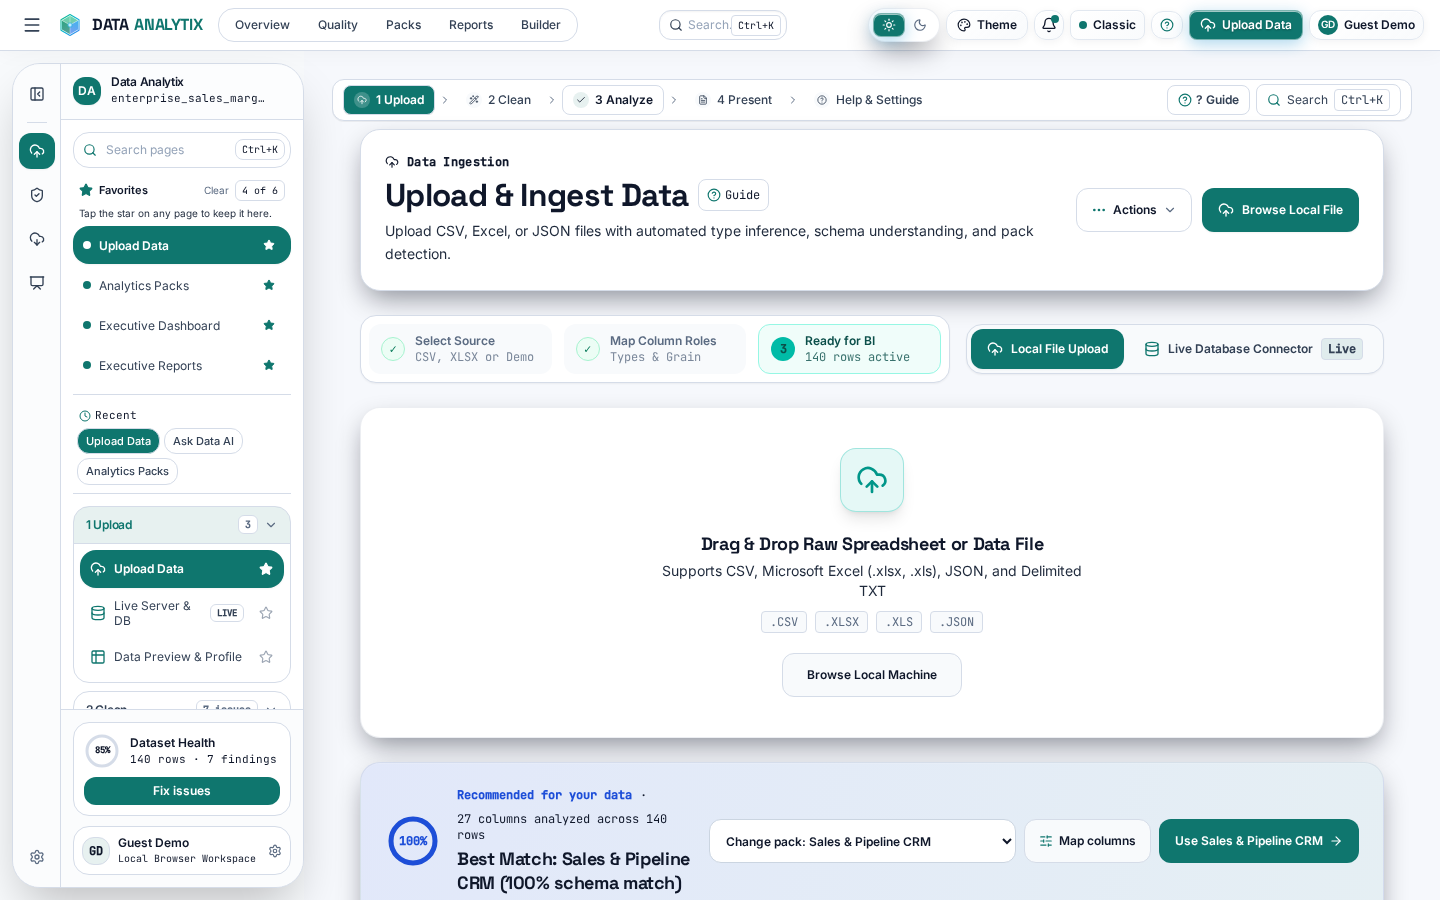 DATA ANALYTIX
Overview
Quality
Packs
Reports
Builder
Search
Ctrl+K
Theme
Classic
Upload Data
GD
Guest Demo
DA
Data Analytix
enterprise_sales_marg…
Search pages
Ctrl+K
Favorites
Clear
4 of 6
Tap the star on any page to keep it here.
Upload Data
Analytics Packs
Executive Dashboard
Executive Reports
Recent
Upload Data
Ask Data AI
Analytics Packs
1 Upload
3
Upload Data
Live Server &
DB
LIVE
Data Preview & Profile
2 Clean
7 issues
85%
Dataset Health
140 rows · 7 findings
Fix issues
GD
Guest Demo
Local Browser Workspace
1 Upload
2 Clean
3 Analyze
4 Present
Help & Settings
? Guide
Search
Ctrl+K
Data Ingestion
Upload & Ingest Data
Guide
Upload CSV, Excel, or JSON files with automated type inference, schema understanding, and pack
detection.
Actions
Browse Local File
Select Source
CSV, XLSX or Demo
Map Column Roles
Types & Grain
3
Ready for BI
140 rows active
Local File Upload
Live Database Connector
Live
Drag & Drop Raw Spreadsheet or Data File
Supports CSV, Microsoft Excel (.xlsx, .xls), JSON, and Delimited
TXT
.CSV
.XLSX
.XLS
.JSON
Browse Local Machine
100%
Recommended for your data ·
27 columns analyzed across 140
rows
Best Match: Sales & Pipeline
CRM (100% schema match)
Change pack: Sales & Pipeline CRM
Map columns
Use Sales & Pipeline CRM →